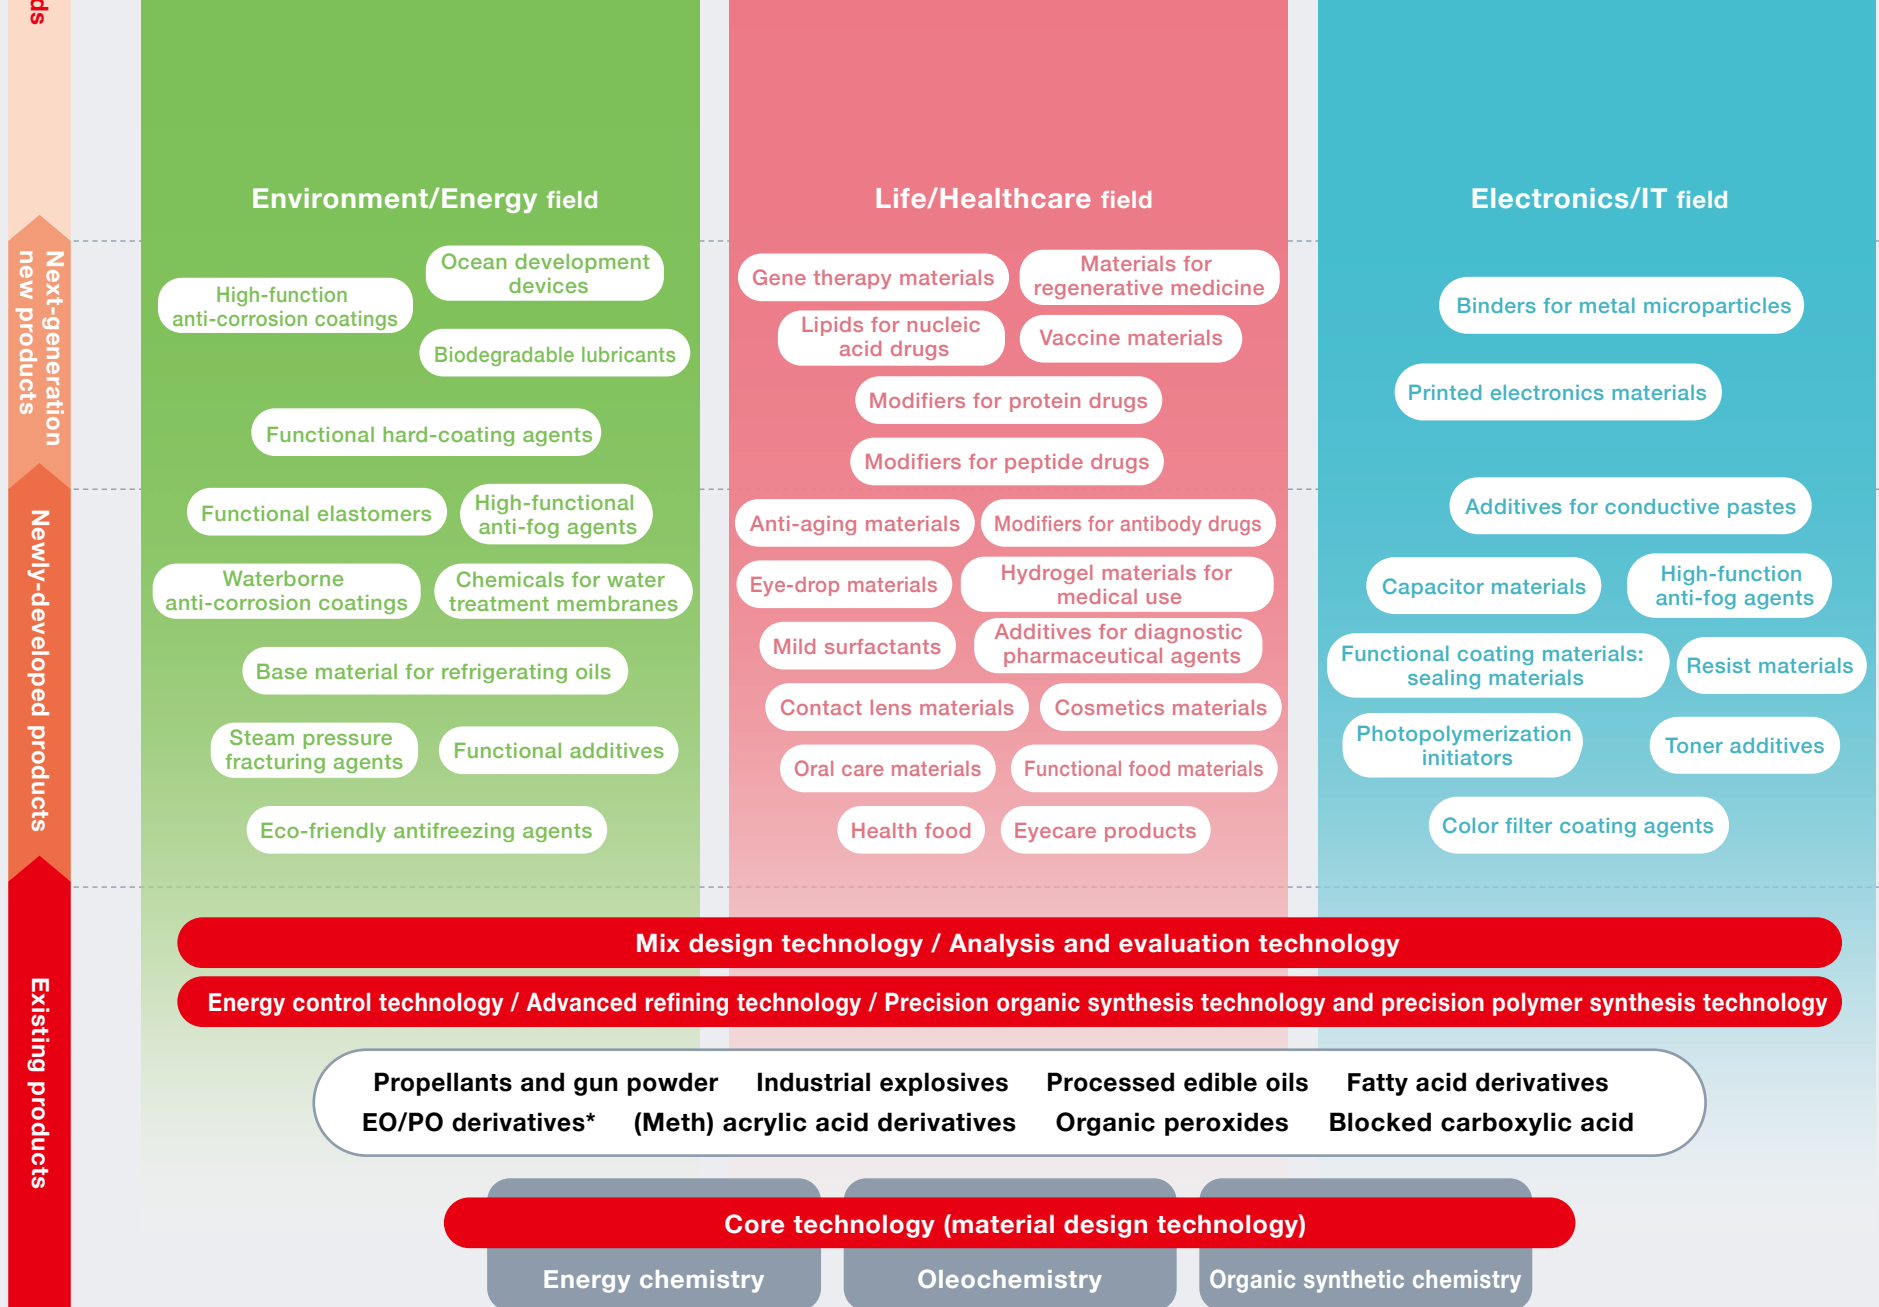 ds
Environment/Energy field
Life/Healthcare field
Electronics/IT field
Next-generation
new products
Ocean development
devices
High-function
anti-corrosion coatings
Biodegradable lubricants
Functional hard-coating agents
Gene therapy materials
Materials for
regenerative medicine
Lipids for nucleic
acid drugs
Vaccine materials
Modifiers for protein drugs
Modifiers for peptide drugs
Binders for metal microparticles
Printed electronics materials
Newly-developed products
Functional elastomers
High-functional
anti-fog agents
Waterborne
anti-corrosion coatings
Chemicals for water
treatment membranes
Base material for refrigerating oils
Steam pressure
fracturing agents
Functional additives
Eco-friendly antifreezing agents
Anti-aging materials
Modifiers for antibody drugs
Eye-drop materials
Hydrogel materials for
medical use
Mild surfactants
Additives for diagnostic
pharmaceutical agents
Contact lens materials
Cosmetics materials
Oral care materials
Functional food materials
Health food
Eyecare products
Additives for conductive pastes
Capacitor materials
High-function
anti-fog agents
Functional coating materials:
sealing materials
Resist materials
Photopolymerization
initiators
Toner additives
Color filter coating agents
Existing products
Mix design technology / Analysis and evaluation technology
Energy control technology / Advanced refining technology / Precision organic synthesis technology and precision polymer synthesis technology
Propellants and gun powder Industrial explosives Processed edible oils Fatty acid derivatives
EO/PO derivatives* (Meth) acrylic acid derivatives Organic peroxides Blocked carboxylic acid
Core technology (material design technology)
Energy chemistry
Oleochemistry
Organic synthetic chemistry